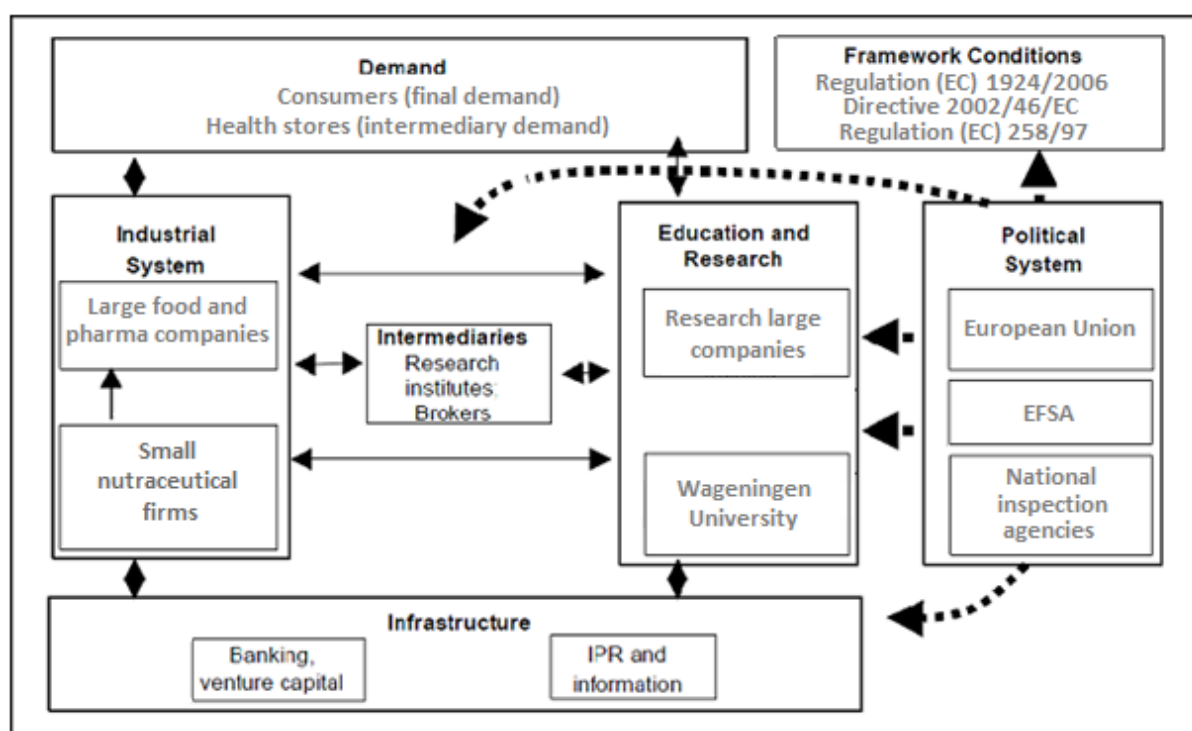 Demand
Consumers (final demand)
Health stores (intermediary demand)
Framework Conditions
Regulation (EC) 1924/2006
Directive 2002/46/EC
Regulation (EC) 258/97
Industrial
System
Large food and
pharma companies
Small
nutraceutical
firms
Intermediaries
Research
institutes;
Brokers
Education and
Research
Research large
companies
Wageningen
University
Political
System
European Union
EFSA
National
inspection
agencies
Infrastructure
Banking,
venture capital
IPR and
information